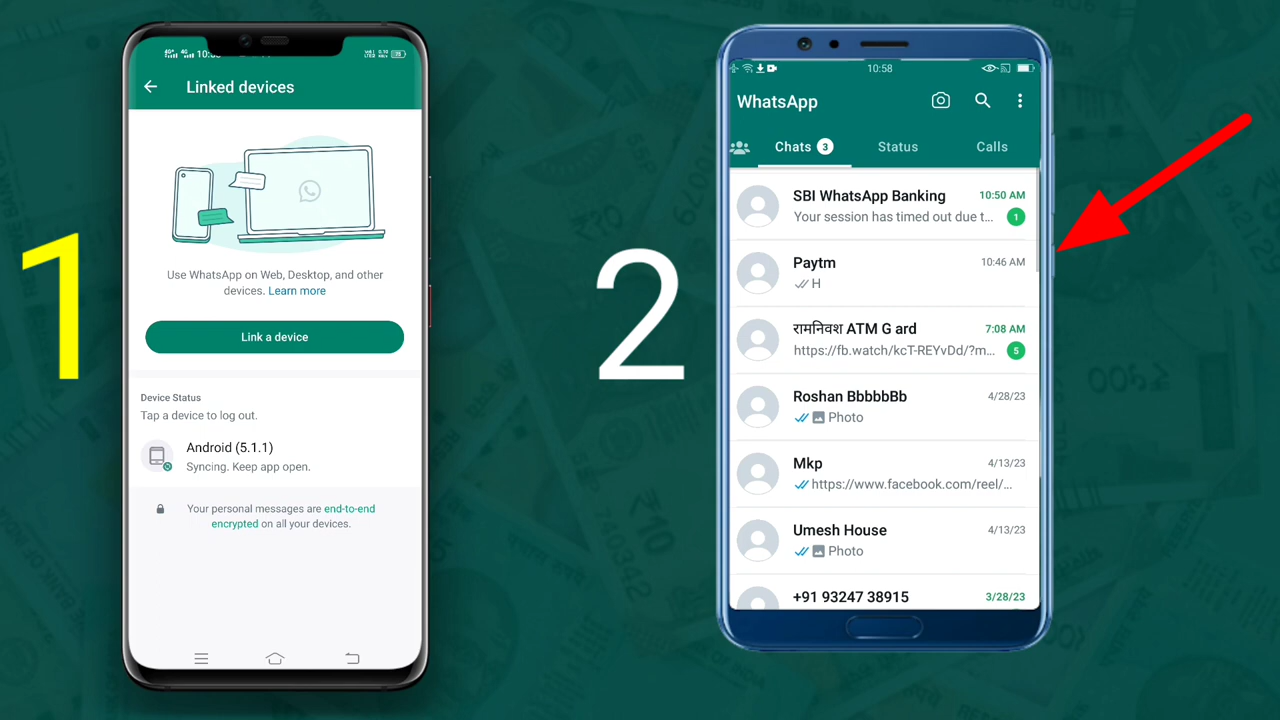 1
Linked devices
Use WhatsApp on Web, Desktop, and other
devices. Learn more
Link a device
Device Status
Tap a device to log out.
Android (5.1.1)
Syncing. Keep app open.
Your personal messages are end-to-end
encrypted on all your devices.
2
10:58
WhatsApp
Chats 3 Status Calls
SBI WhatsApp Banking 10:50 AM
Your session has timed out due t... 1
Paytm 10:46 AM
H
रामनिवश ATM G ard 7:08 AM
https://fb.watch/kcT-REYvDd/?m... 5
Roshan BbbbbBb 4/28/23
Photo
Mkp 4/13/23
https://www.facebook.com/reel/...
Umesh House 4/13/23
Photo
+91 93247 38915 3/28/23